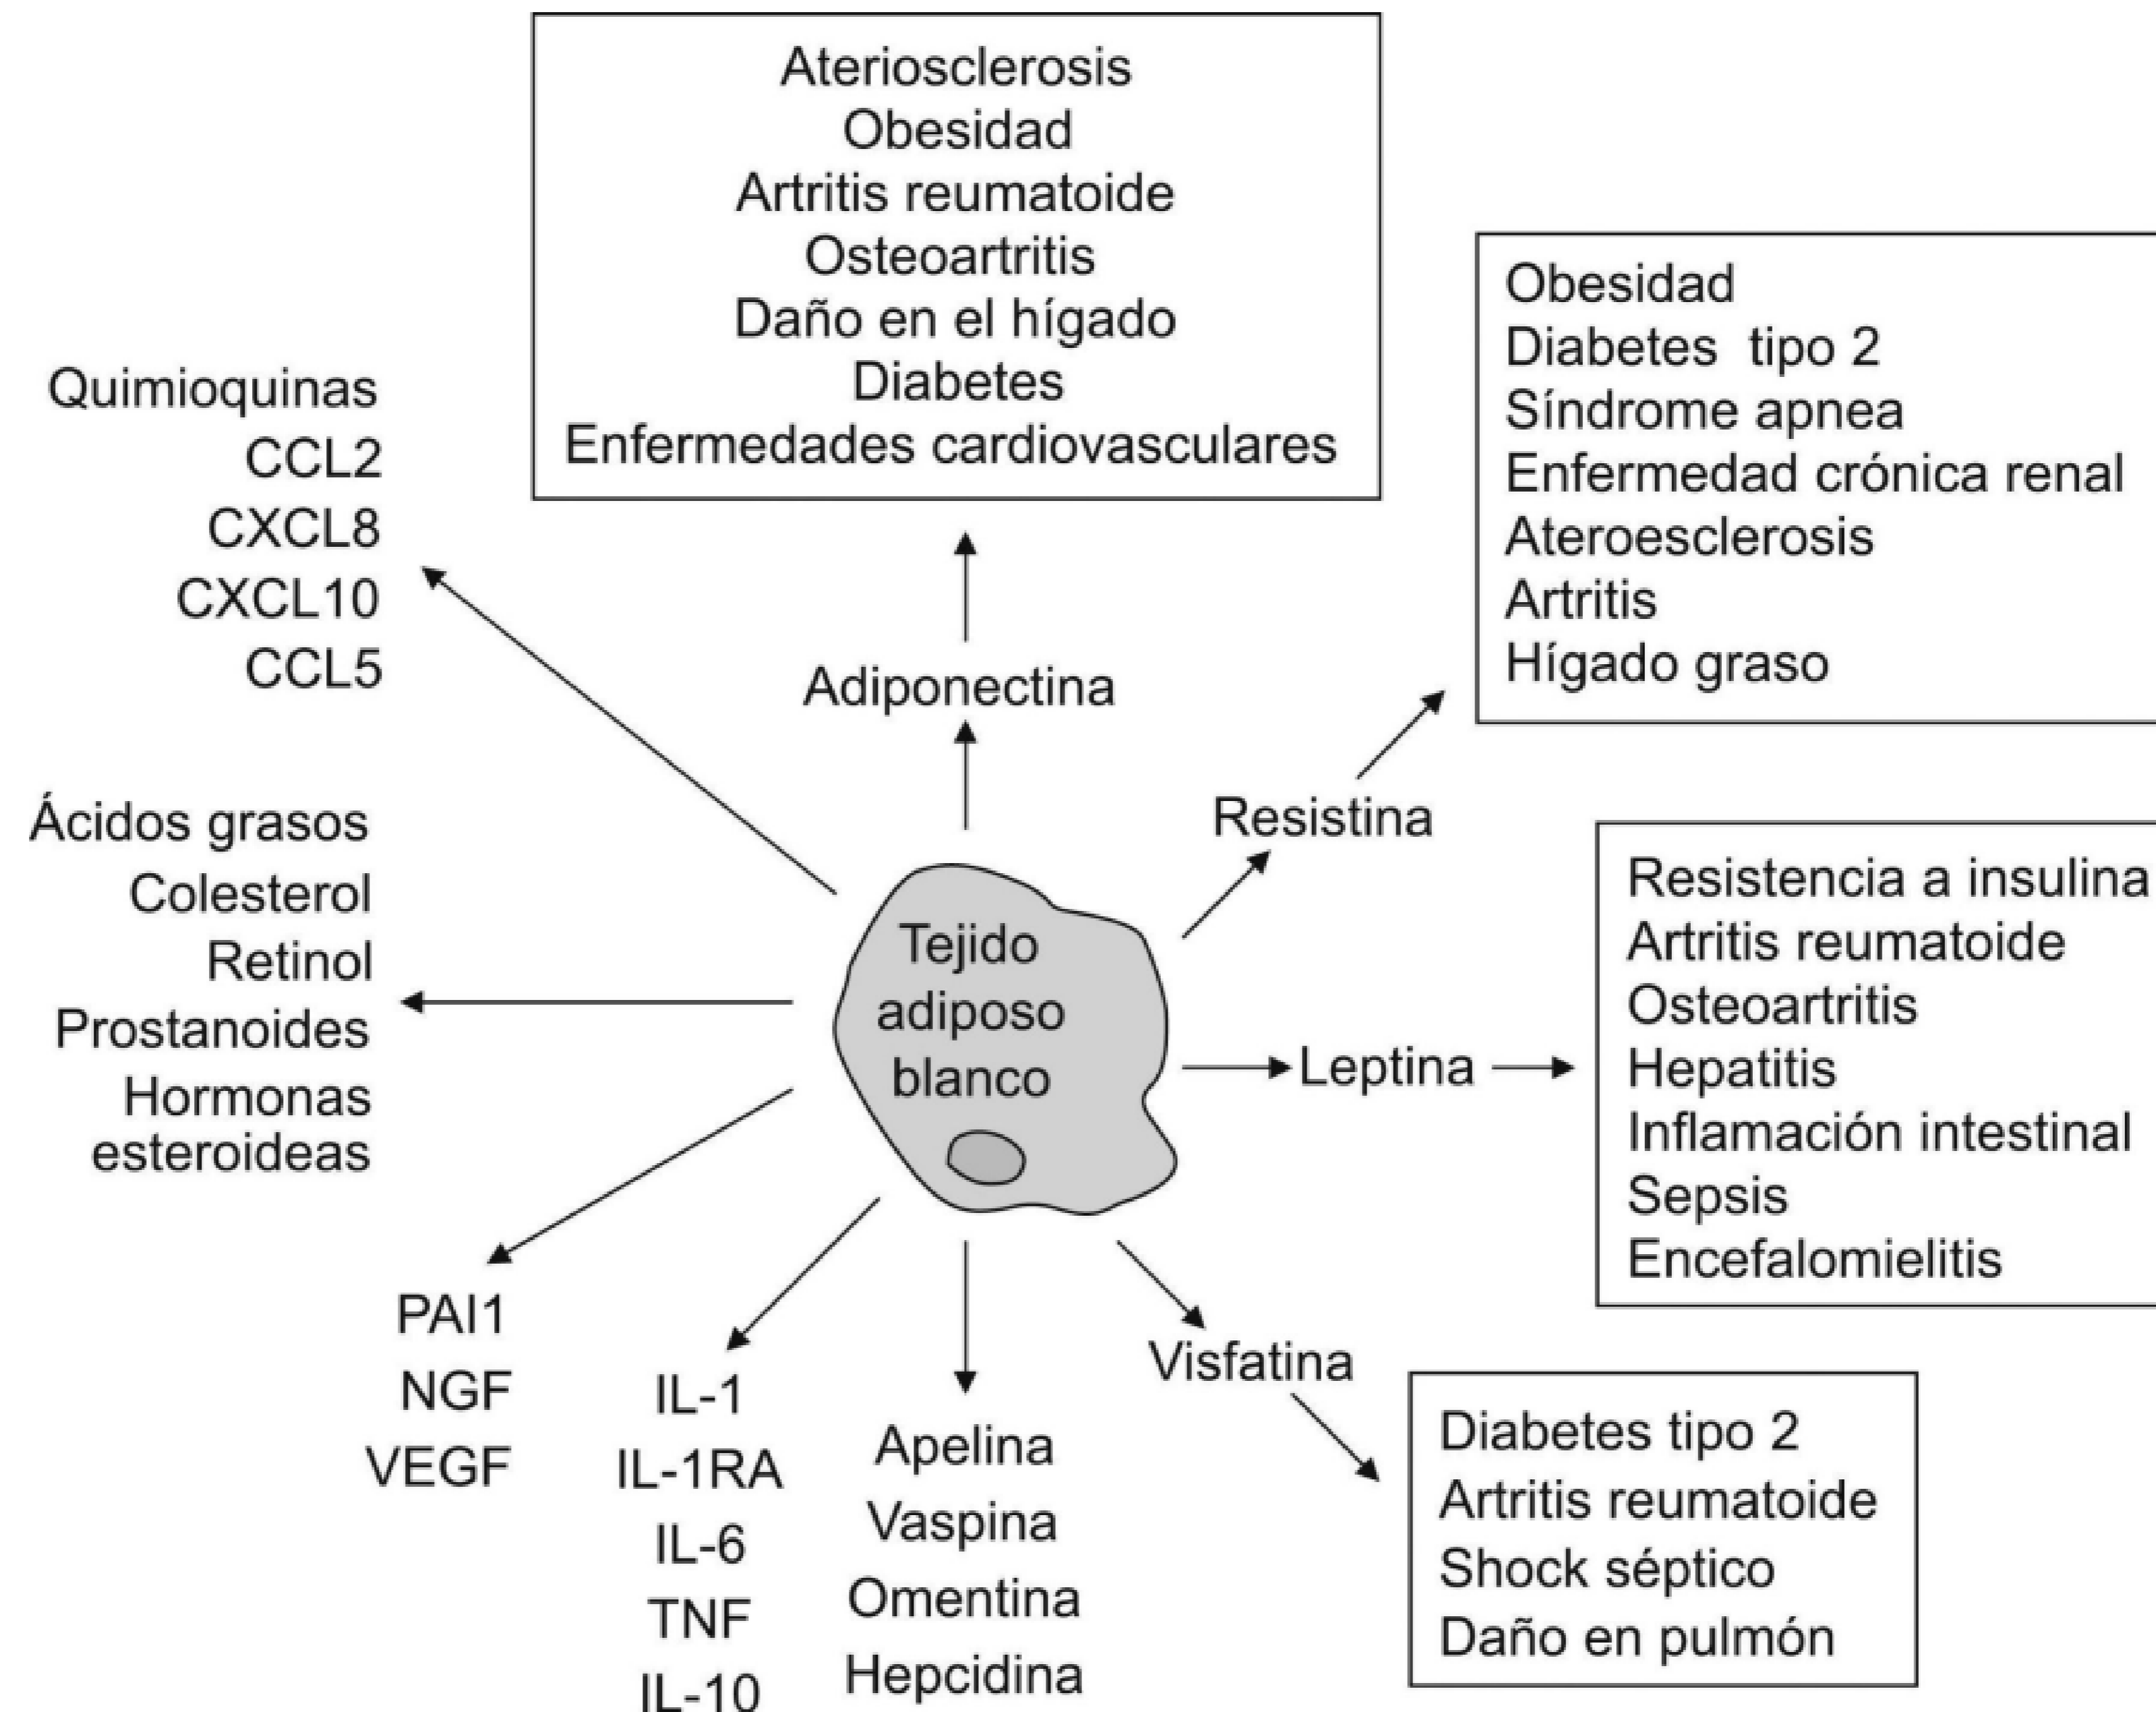 Ateriosclerosis
Obesidad
Artritis reumatoide
Osteoartritis
Daño en el hígado
Diabetes
Enfermedades cardiovasculares
Obesidad
Diabetes tipo 2
Síndrome apnea
Enfermedad crónica renal
Ateroesclerosis
Artritis
Hígado graso
Quimioquinas
CCL2
CXCL8
CXCL10
CCL5
Adiponectina
Resistina
Ácidos grasos
Colesterol
Retinol
Prostanoides
Hormonas
esteroideas
Tejido
adiposo
blanco
Leptina
Resistencia a insulina
Artritis reumatoide
Osteoartritis
Hepatitis
Inflamación intestinal
Sepsis
Encefalomielitis
PAI1
NGF
VEGF
IL-1
IL-1RA
IL-6
TNF
IL-10
Apelina
Vaspina
Omentina
Hepcidina
Visfatina
Diabetes tipo 2
Artritis reumatoide
Shock séptico
Daño en pulmón